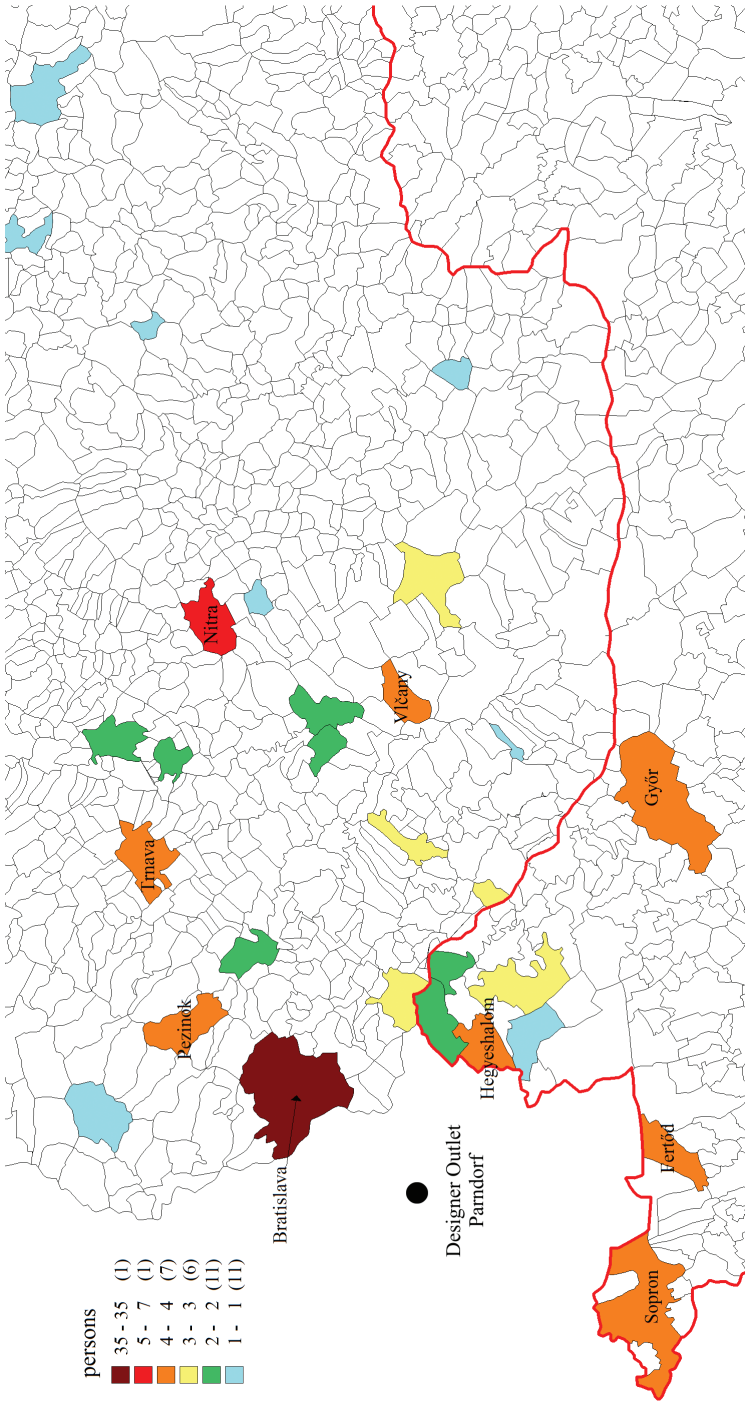 persons
35 - 35 (1)
5 - 7 (1)
4 - 4 (7)
3 - 3 (6)
2 - 2 (11)
1 - 1 (11)
Bratislava
Designer Outlet
Parndorf
Pezinok
Trnava
Nitra
Vlčany
Hegyeshalom
Győr
Fertőd
Sopron